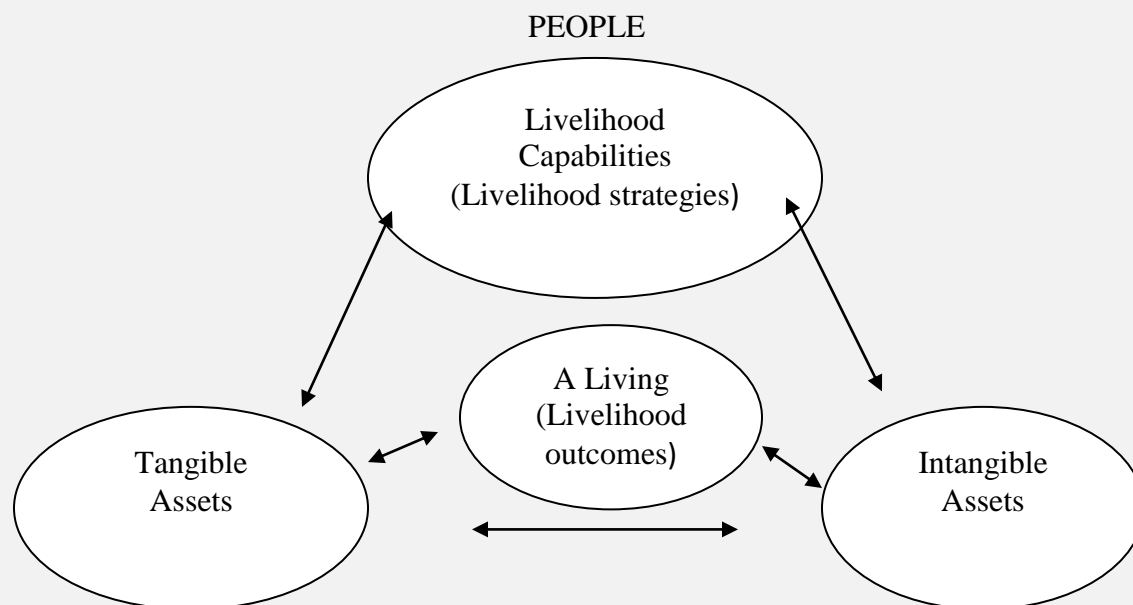 PEOPLE
Livelihood
Capabilities
(Livelihood strategies)
A Living
(Livelihood
outcomes)
Tangible
Assets
Intangible
Assets